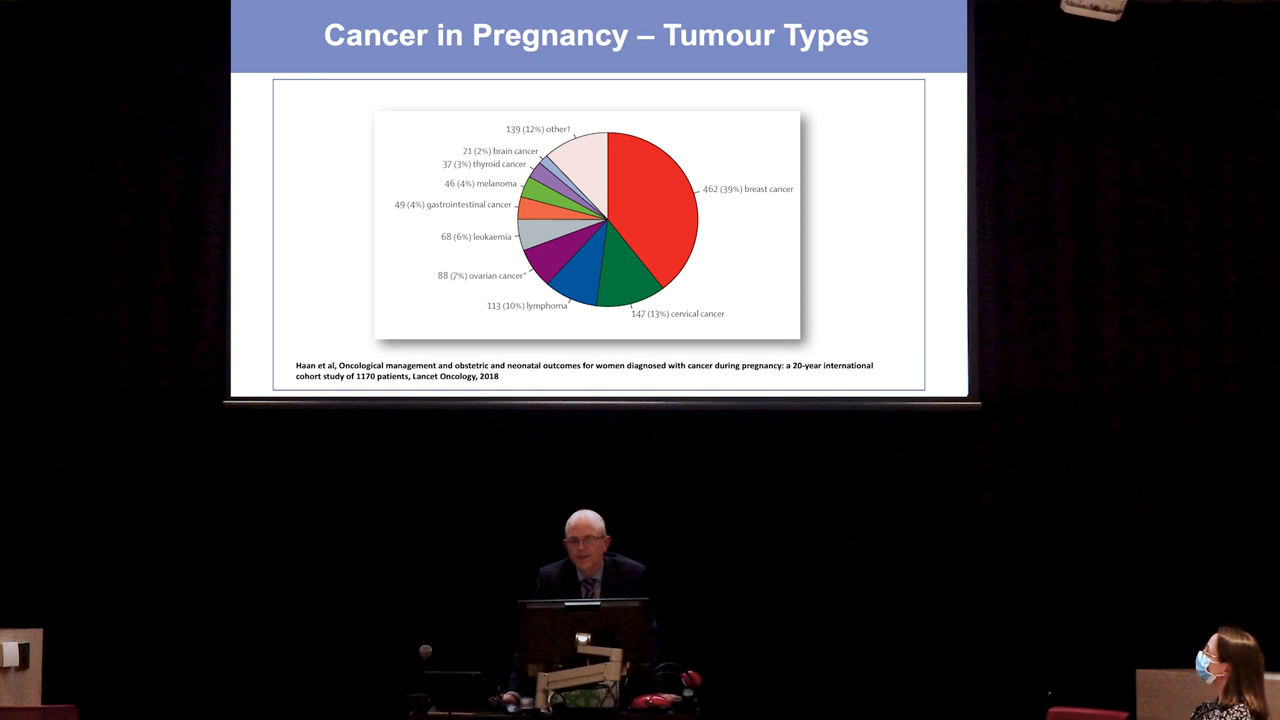 Cancer in Pregnancy – Tumour Types
139 (12%) other†
21 (2%) brain cancer
37 (3%) thyroid cancer
46 (4%) melanoma
462 (39%) breast cancer
49 (4%) gastrointestinal cancer
68 (6%) leukaemia
88 (7%) ovarian cancer*
113 (10%) lymphoma
147 (13%) cervical cancer
Haan et al, Oncological management and obstetric and neonatal outcomes for women diagnosed with cancer during pregnancy: a 20-year international
cohort study of 1170 patients, Lancet Oncology, 2018